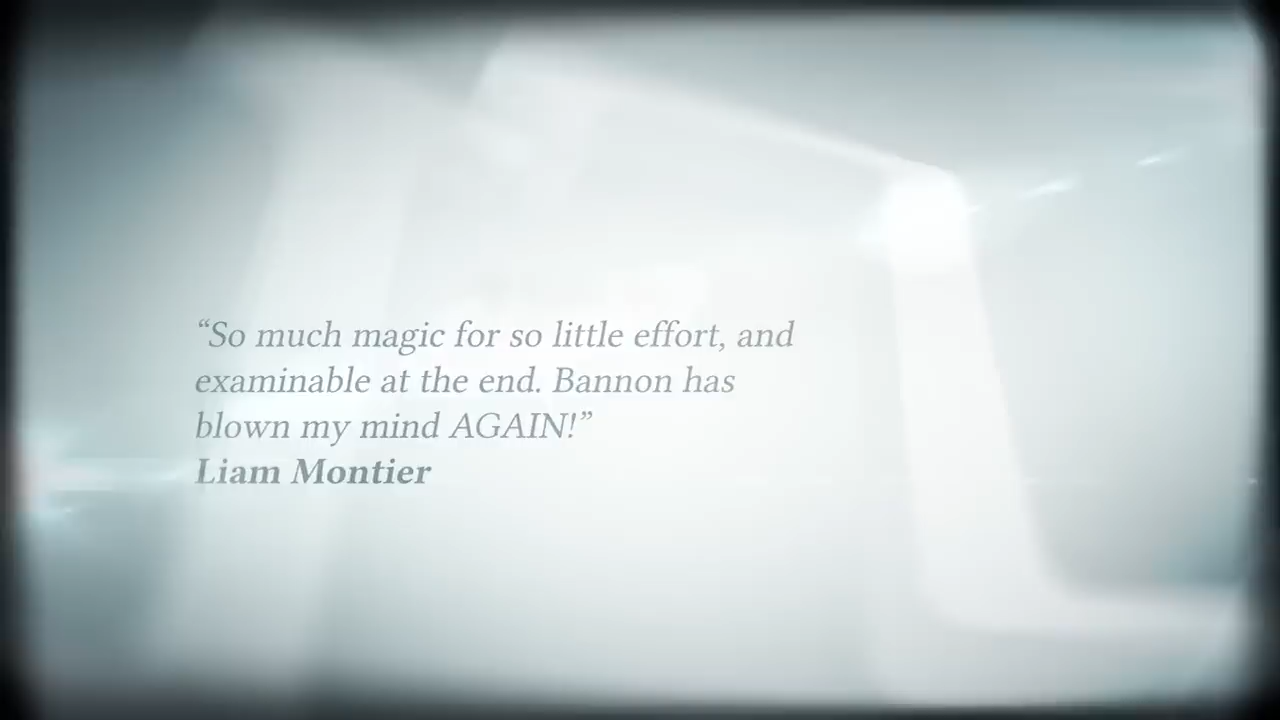 “So much magic for so little effort, and
examinable at the end. Bannon has
blown my mind AGAIN!”
Liam Montier